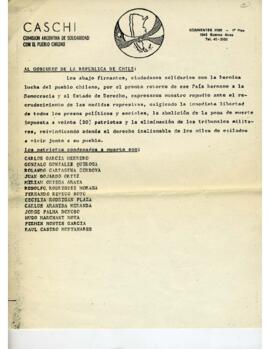 CASCHI
COMISION ARGENTINA DE SOLIDARIDAD
CON EL PUEBLO CHILENO
Buenos Aires
AL GOBIERNO DE LA REPUBLICA DE CHILE:
Los abajo firmantes, ciudadanos solidarios con la heroica
lucha del pueblo chileno, por el pronto retorno de ese País hermano a la
Democracia y al Estado de Derecho, expresamos nuestro repudio ante el re-
crudecimiento de las medidas represivas, exigiendo la inmediata libertad
de todos los presos políticos y sociales, la abolición de la pena de
muerte impuesta a veinte (20) patriotas y la eliminación de los tribunales milita-
res, reivindicando además el derecho inalienable de los miles de exiliados
a vivir junto a su pueblo.
Los patriotas condenados a muerte son:
CARLOS GARCIA HERRERO
GONZALO GONZALEZ QUIROGA
ROLANDO CARTAGENA CORDOVA
JUAN ORTIZ
MIRIAN ORTEGA ARAYA
RODOLFO RODRIGUEZ MORAGA
FERNANDO REVECO SOTO
CECILIA RADRIGAN PLAZA
CARLOS ARANEDA MIRANDA
JORGE PALMA DONOSO
HUGO MARCHANT MOYA
FERMIN MONTES GARCIA
RAUL CASTRO MONTANARES